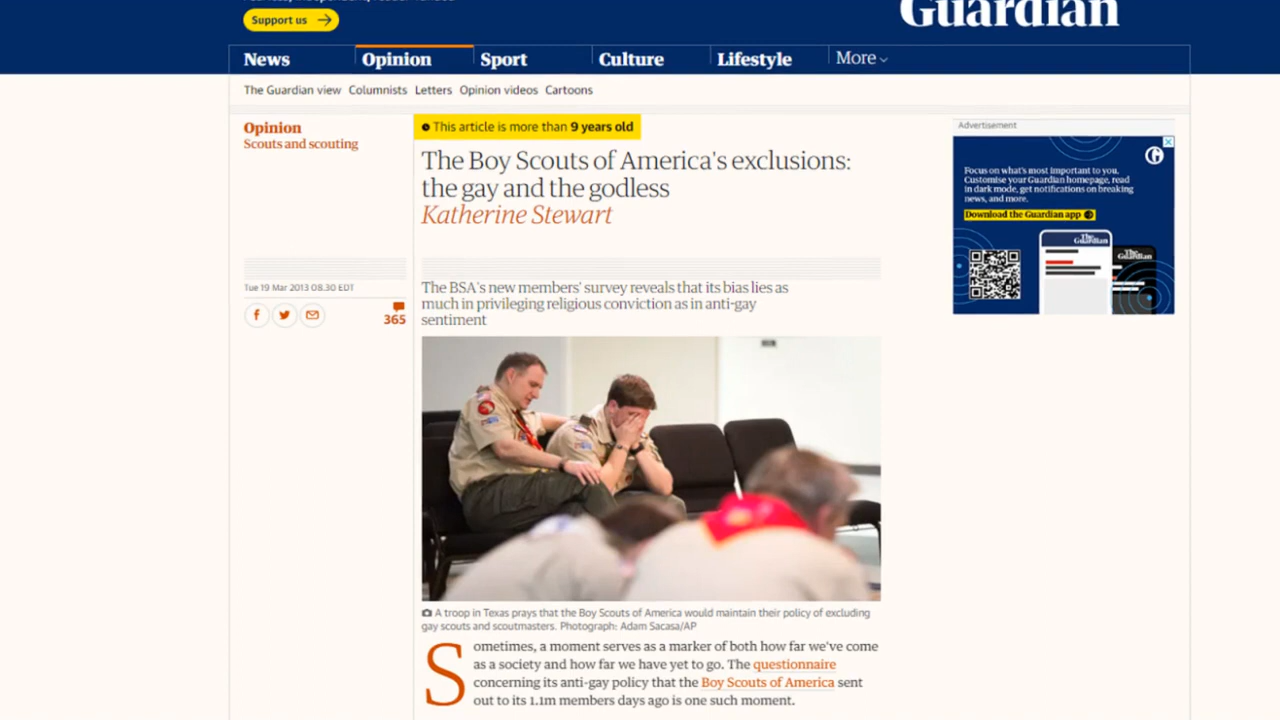 Support us
Guardian
News
Opinion
Sport
Culture
Lifestyle
More
The Guardian view
Columnists
Letters
Opinion videos
Cartoons
Opinion
Scouts and scouting
This article is more than 9 years old
The Boy Scouts of America's exclusions:
the gay and the godless
Katherine Stewart
Tue 19 Mar 2013 08.30 EDT
365
The BSA's new members' survey reveals that its bias lies as
much in privileging religious conviction as in anti-gay
sentiment
A troop in Texas prays that the Boy Scouts of America would maintain their policy of excluding
gay scouts and scoutmasters. Photograph: Adam Sacasa/AP
Sometimes, a moment serves as a marker of both how far we've come
as a society and how far we have yet to go. The questionnaire
concerning its anti-gay policy that the Boy Scouts of America sent
out to its 1.1m members days ago is one such moment.
Advertisement
Focus on what's most important to you.
Customise your Guardian homepage, read
in dark mode, get notifications on breaking
news, and more.
Download the Guardian app
The
Guardian
The
Guardian